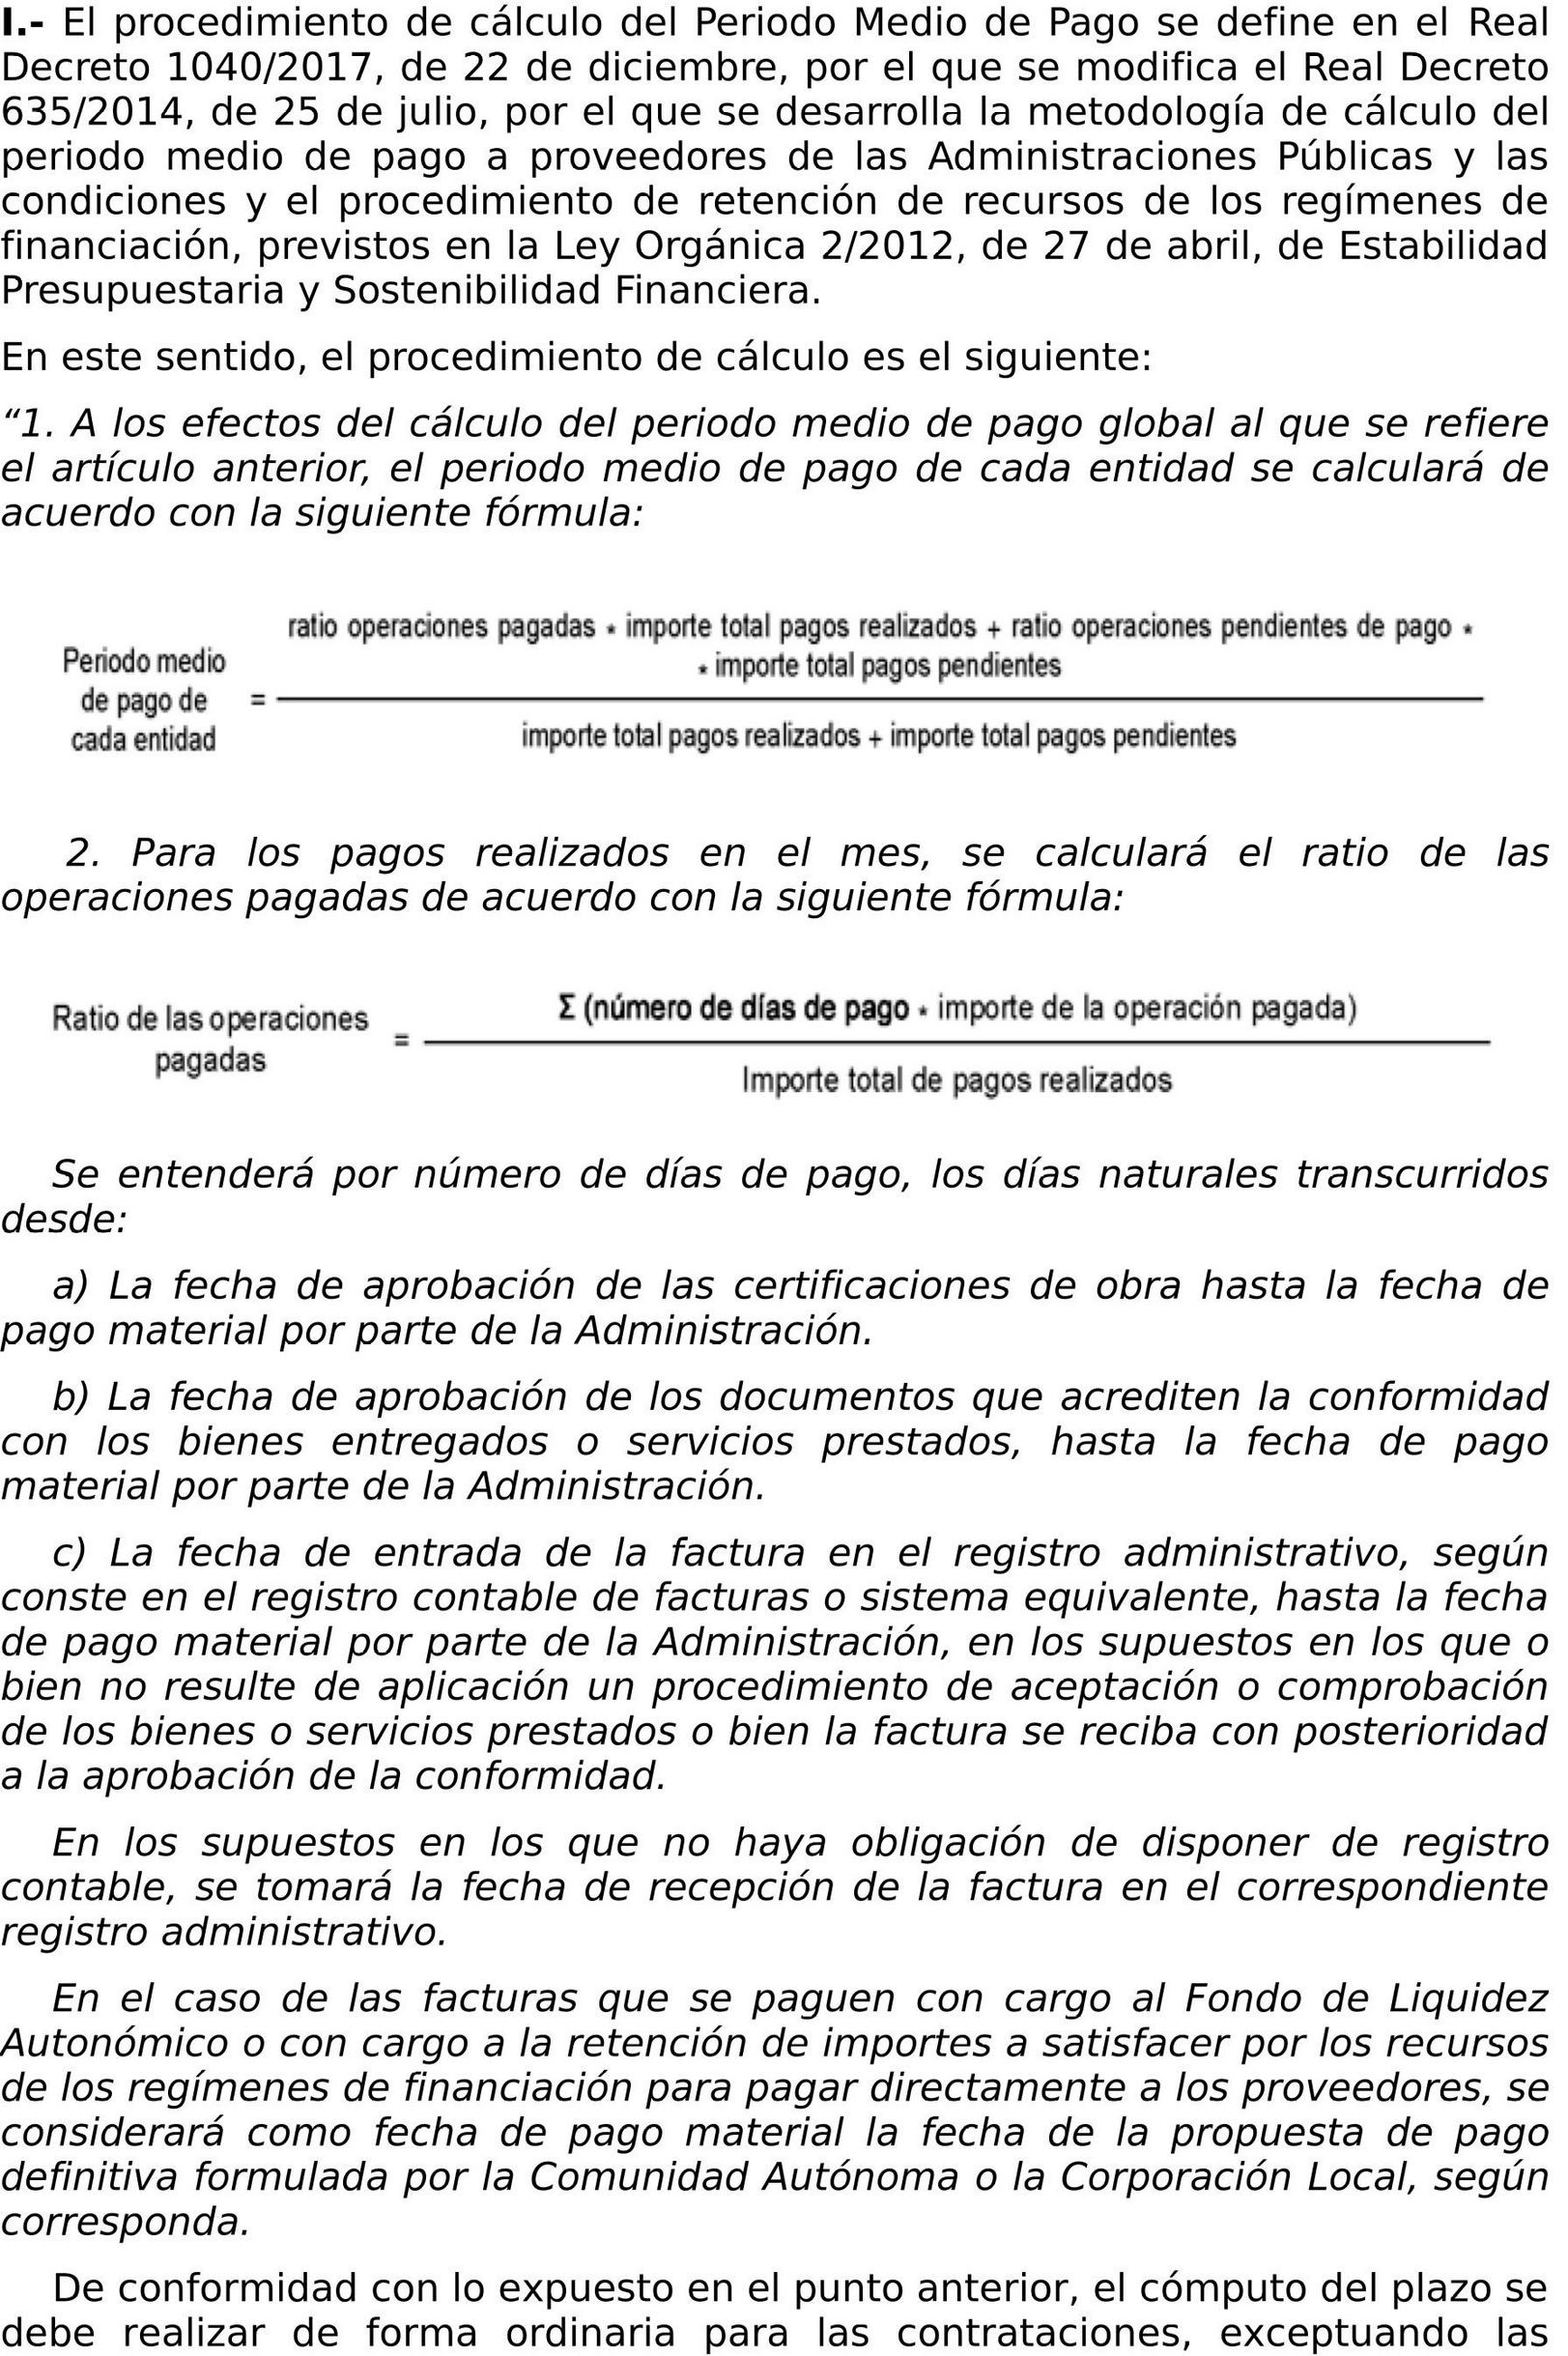 I.- El procedimiento de cálculo del Periodo Medio de Pago se define en el Real
Decreto 1040/2017, de 22 de diciembre, por el que se modifica el Real Decreto
635/2014, de 25 de julio, por el que se desarrolla la metodología de cálculo del
periodo medio de pago a proveedores de las Administraciones Públicas y las
condiciones y el procedimiento de retención de recursos de los regímenes de
financiación, previstos en la Ley Orgánica 2/2012, de 27 de abril, de Estabilidad
Presupuestaria y Sostenibilidad Financiera.
En este sentido, el procedimiento de cálculo es el siguiente:
“1. A los efectos del cálculo del periodo medio de pago global al que se refiere
el artículo anterior, el periodo medio de pago de cada entidad se calculará de
acuerdo con la siguiente fórmula:
Periodo medio
de pago de
cada entidad
=
ratio operaciones pagadas * importe total pagos realizados + ratio operaciones pendientes de pago *
* importe total pagos pendientes
importe total pagos realizados + importe total pagos pendientes
2. Para los pagos realizados en el mes, se calculará el ratio de las
operaciones pagadas de acuerdo con la siguiente fórmula:
Ratio de las operaciones
pagadas
=
Σ (número de días de pago * importe de la operación pagada)
Importe total de pagos realizados
Se entenderá por número de días de pago, los días naturales transcurridos
desde:
a) La fecha de aprobación de las certificaciones de obra hasta la fecha de
pago material por parte de la Administración.
b) La fecha de aprobación de los documentos que acrediten la conformidad
con los bienes entregados o servicios prestados, hasta la fecha de pago
material por parte de la Administración.
c) La fecha de entrada de la factura en el registro administrativo, según
conste en el registro contable de facturas o sistema equivalente, hasta la fecha
de pago material por parte de la Administración, en los supuestos en los que o
bien no resulte de aplicación un procedimiento de aceptación o comprobación
de los bienes o servicios prestados o bien la factura se reciba con posterioridad
a la aprobación de la conformidad.
En los supuestos en los que no haya obligación de disponer de registro
contable, se tomará la fecha de recepción de la factura en el correspondiente
registro administrativo.
En el caso de las facturas que se paguen con cargo al Fondo de Liquidez
Autonómico o con cargo a la retención de importes a satisfacer por los recursos
de los regímenes de financiación para pagar directamente a los proveedores, se
considerará como fecha de pago material la fecha de la propuesta de pago
definitiva formulada por la Comunidad Autónoma o la Corporación Local, según
corresponda.
De conformidad con lo expuesto en el punto anterior, el cómputo del plazo se
debe realizar de forma ordinaria para las contrataciones, exceptuando las